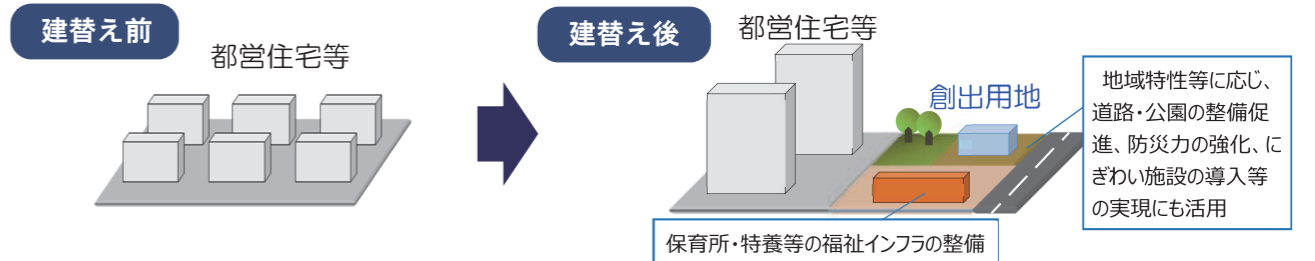 建替え前
都営住宅等
建替え後
都営住宅等
創出用地
地域特性等に応じ、
道路・公園の整備促
進、防災力の強化、に
ぎわい施設の導入等
の実現にも活用
保育所・特養等の福祉インフラの整備